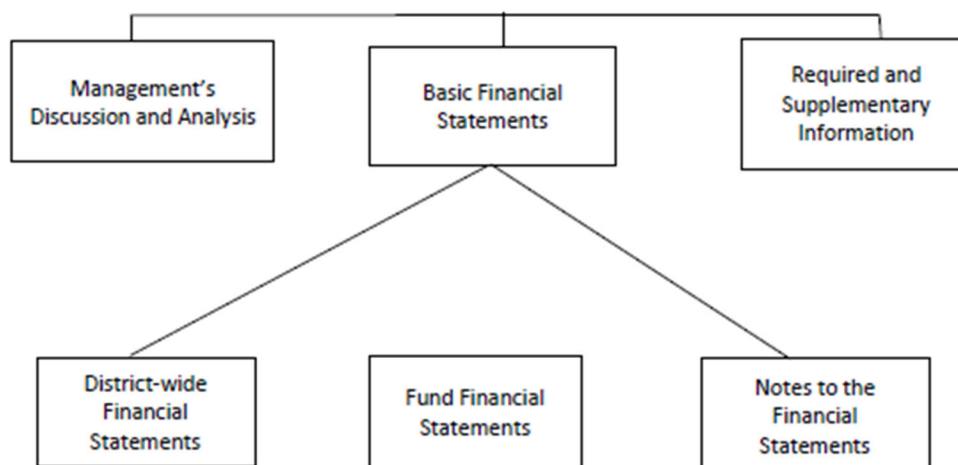 Management's
Discussion and Analysis
Basic Financial
Statements
Required and
Supplementary
Information
District-wide
Financial
Statements
Fund Financial
Statements
Notes to the
Financial
Statements